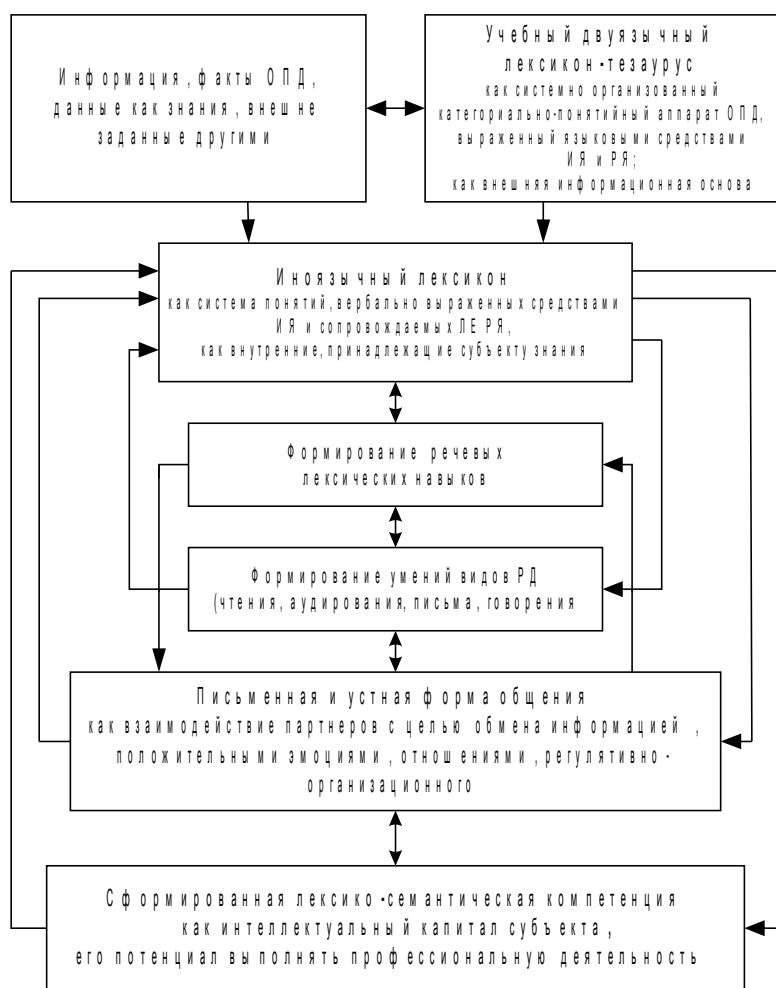 Информация, факты ОПД,
данные как знания, внешне
заданные другими
Учебный двуязычный
лексикон-тезаурус
как системно организованный
категориально-понятийный аппарат ОПД,
выраженный языковыми средствами
ИЯ и РЯ;
как внешняя информационная основа
Иноязычный лексикон
как система понятий, вербально выраженных средствами
ИЯ и сопровождаемых ЛЕ РЯ,
как внутренние, принадлежащие субъекту знания
Формирование речевых
лексических навыков
Формирование умений видов РД
(чтения, аудирования, письма, говорения
Письменная и устная форма общения
как взаимодействие партнеров с целью обмена информацией ,
положительными эмоциями , отношениями , регулятивно -
организационного
Сформированная лексико-семантическая компетенция
как интеллектуальный капитал субъекта ,
его потенциал выполнять профессиональную деятельность